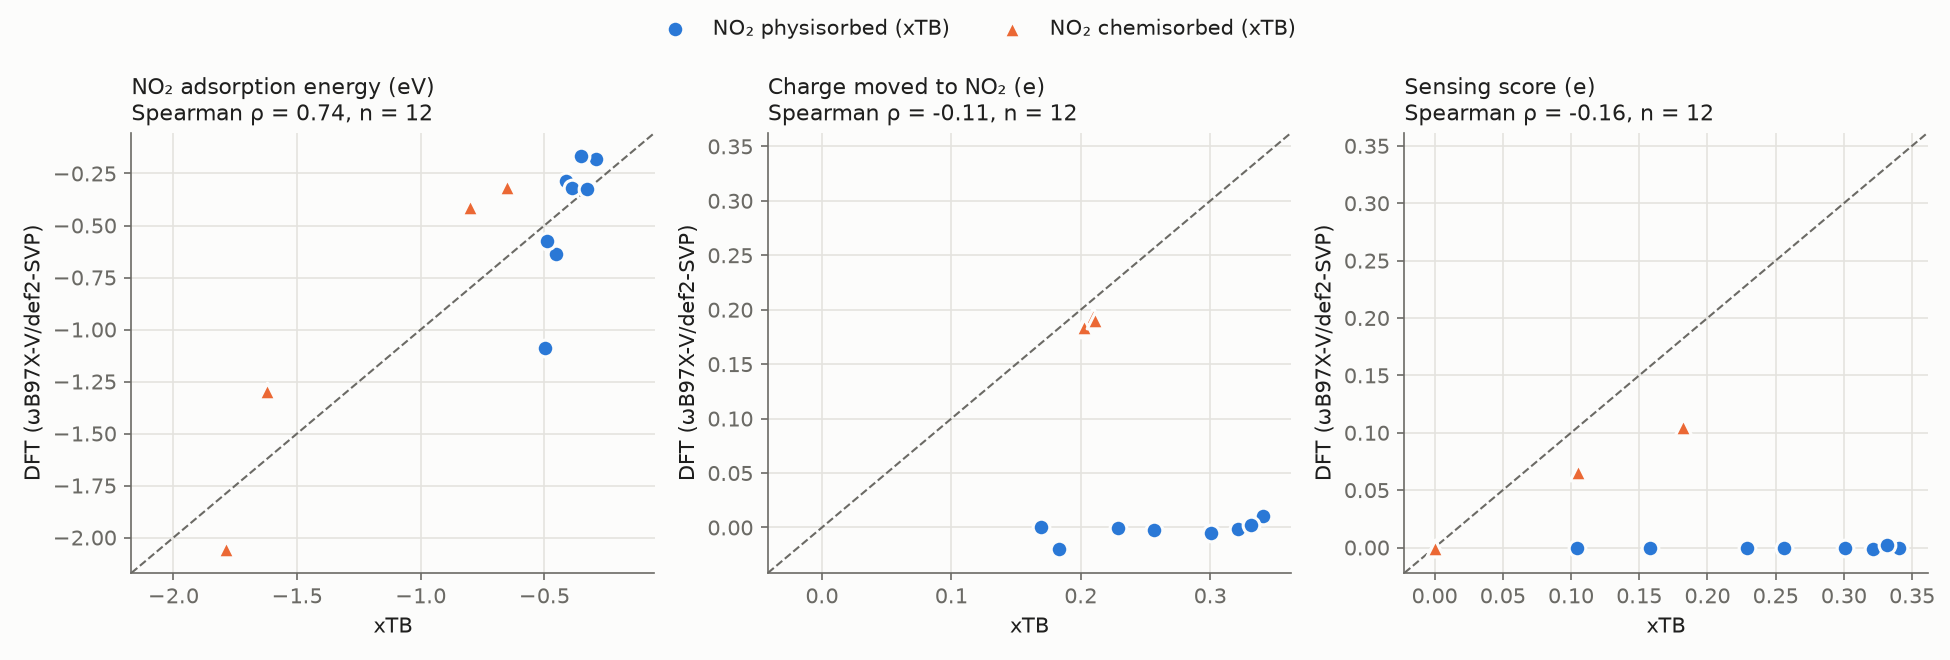 NO₂ physisorbed (xTB)
NO₂ chemisorbed (xTB)
NO₂ adsorption energy (eV)
Spearman ρ = 0.74, n = 12
DFT (ωB97X-V/def2-SVP)
−0.25
−0.50
−0.75
−1.00
−1.25
−1.50
−1.75
−2.00
−2.0
−1.5
−1.0
−0.5
xTB
Charge moved to NO₂ (e)
Spearman ρ = -0.11, n = 12
DFT (ωB97X-V/def2-SVP)
0.35
0.30
0.25
0.20
0.15
0.10
0.05
0.00
0.0
0.1
0.2
0.3
xTB
Sensing score (e)
Spearman ρ = -0.16, n = 12
DFT (ωB97X-V/def2-SVP)
0.35
0.30
0.25
0.20
0.15
0.10
0.05
0.00
0.00
0.05
0.10
0.15
0.20
0.25
0.30
0.35
xTB